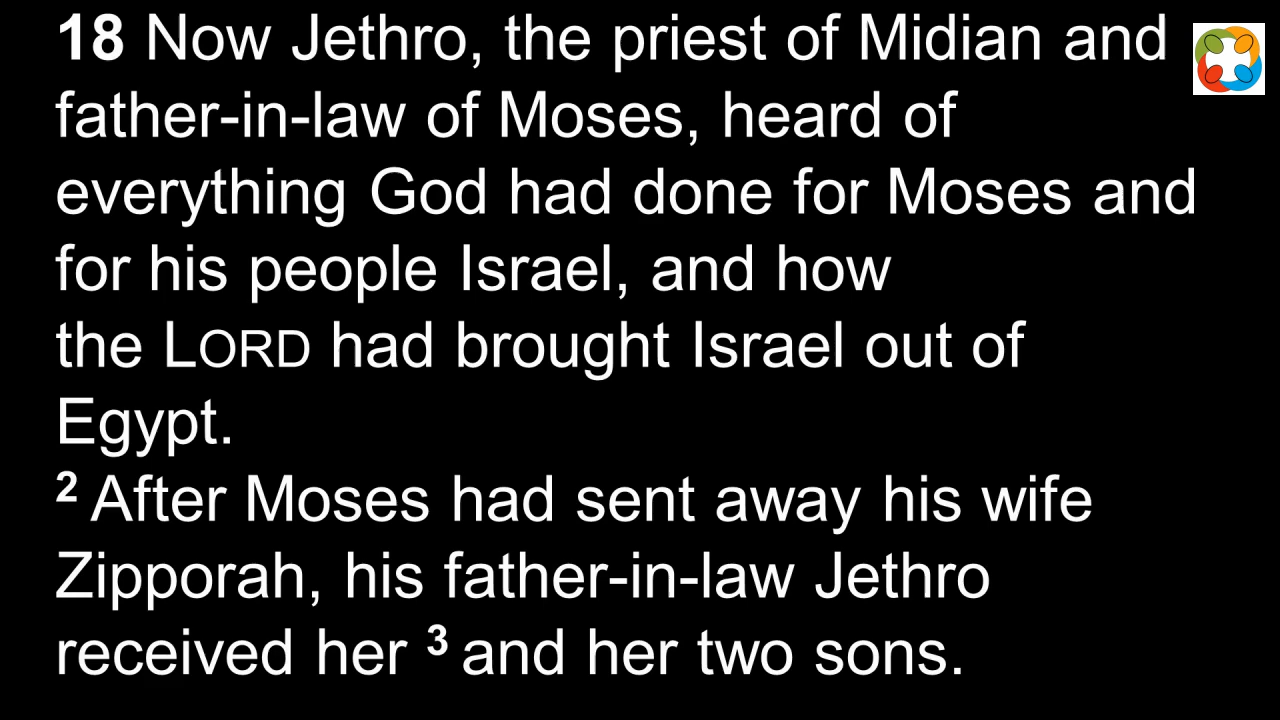 18 Now Jethro, the priest of Midian and
father-in-law of Moses, heard of
everything God had done for Moses and
for his people Israel, and how
the LORD had brought Israel out of
Egypt.
2 After Moses had sent away his wife
Zipporah, his father-in-law Jethro
received her 3 and her two sons.